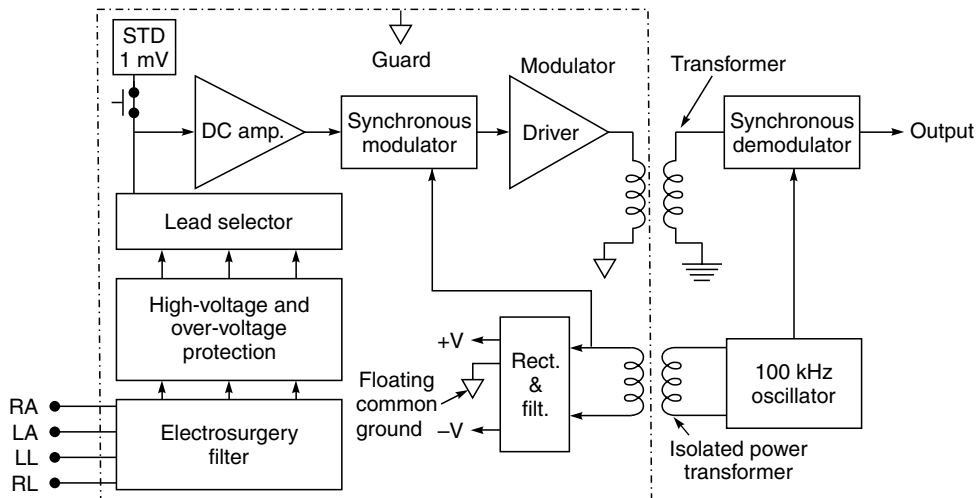 STD
1 mV
Guard
Modulator
Transformer
DC amp.
Synchronous
modulator
Driver
Synchronous
demodulator
Output
Lead selector
High-voltage and
over-voltage
protection
+V
Floating
common
ground
–V
Rect.
&
filt.
100 kHz
oscillator
Isolated power
transformer
RA
LA
LL
RL
Electrosurgery
filter